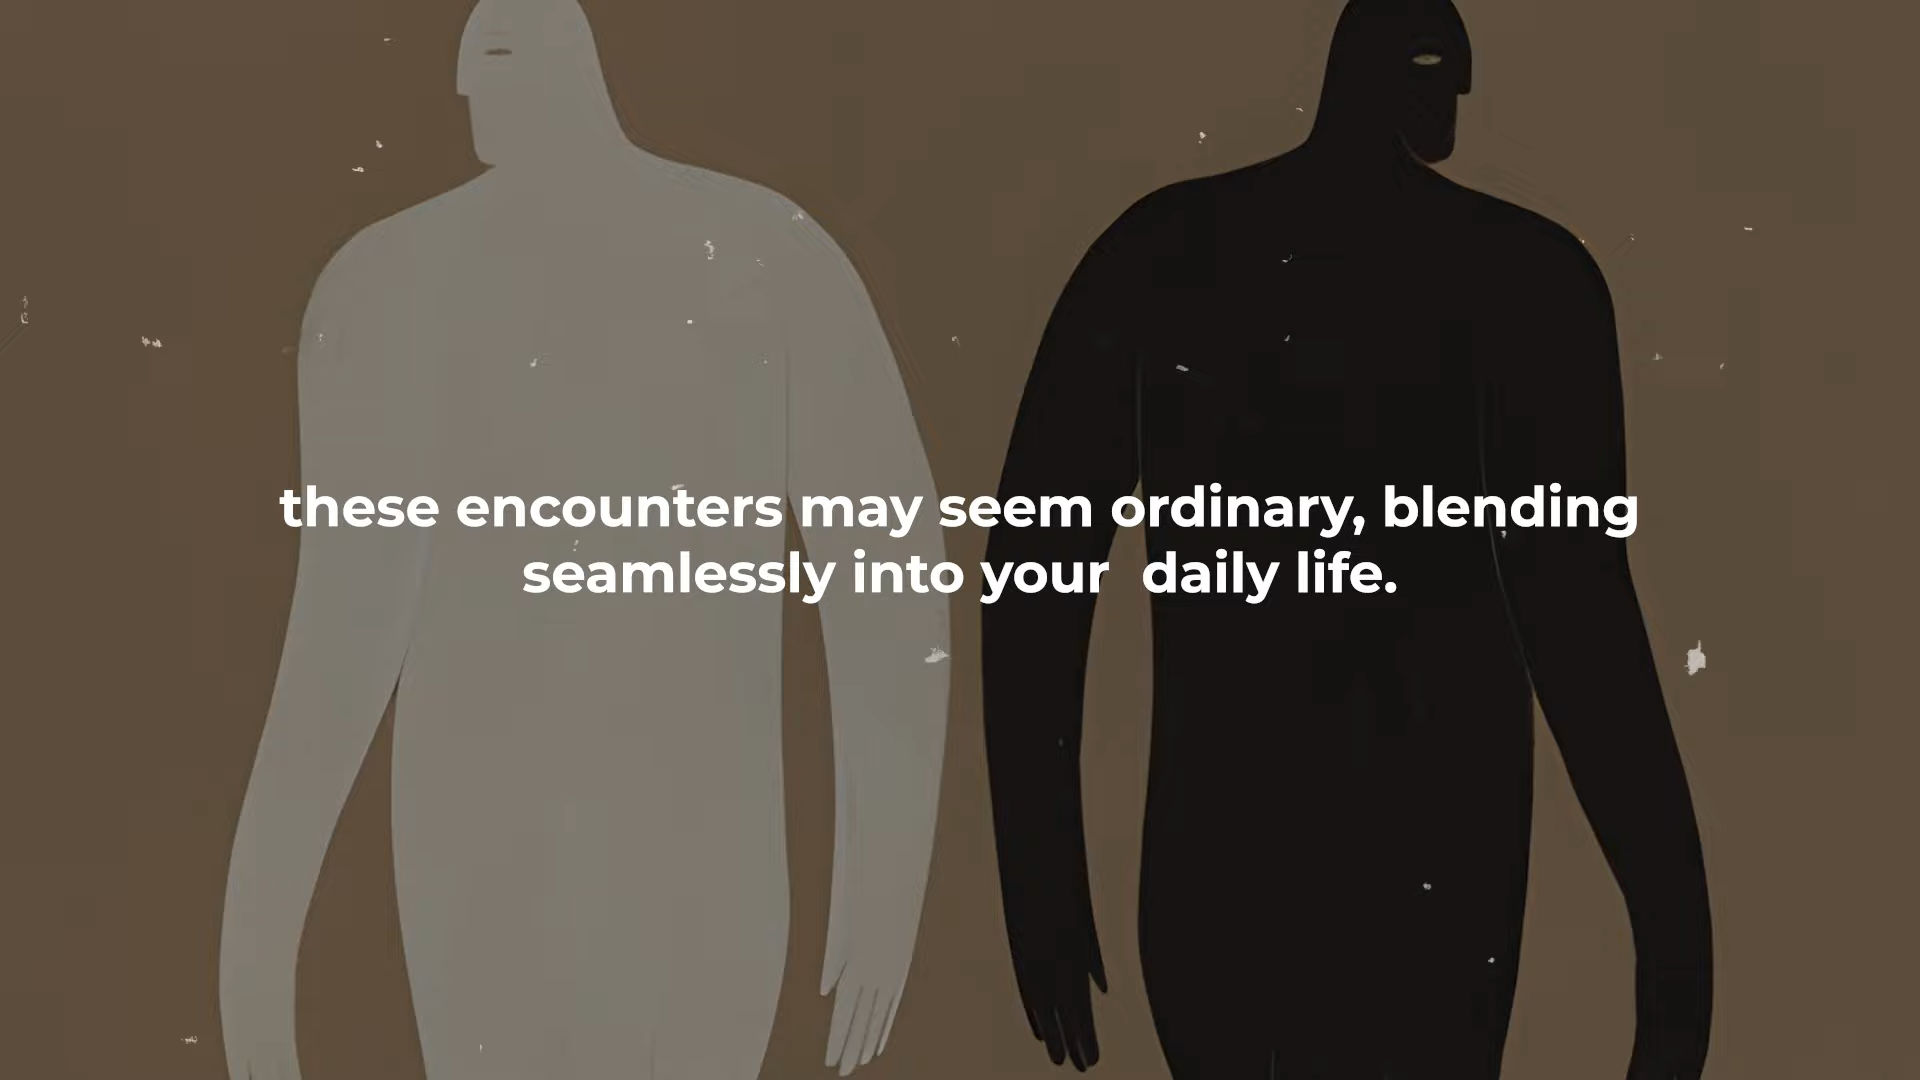 these encounters may seem ordinary, blending
seamlessly into your  daily life.